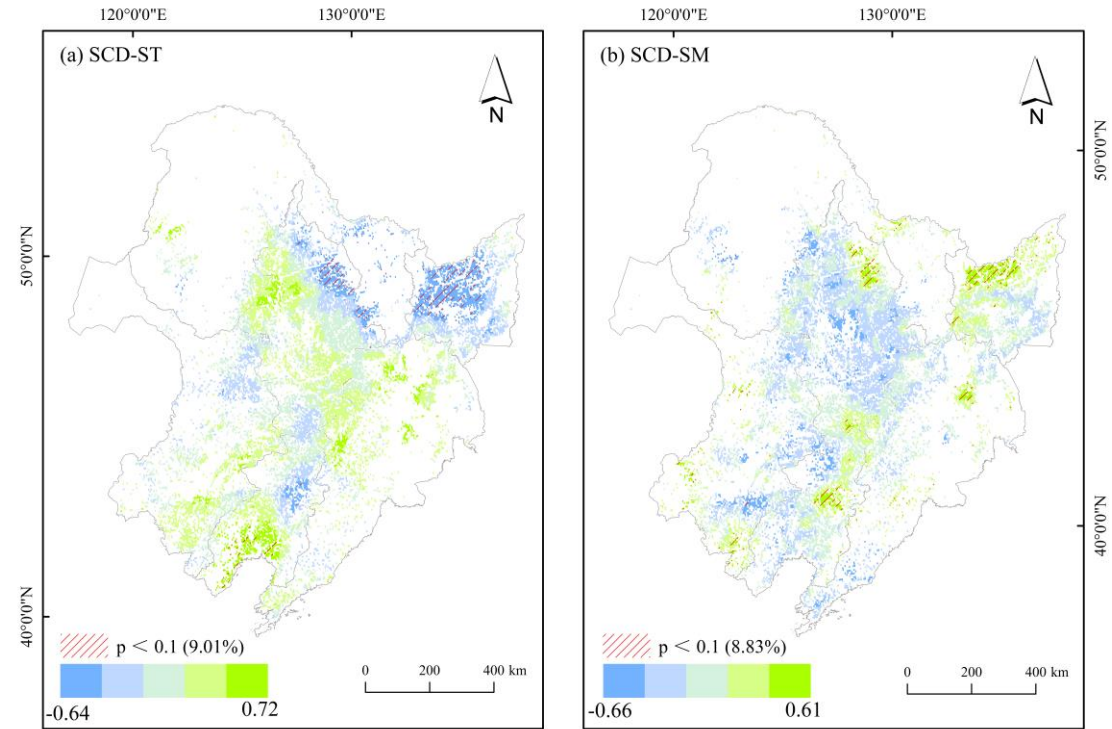 120°0'0"E 130°0'0"E 120°0'0"E 130°0'0"E
(a) SCD-ST
N
50°0'0"N
40°0'0"N
p < 0.1 (9.01%)
-0.64 0.72
0 200 400 km
(b) SCD-SM
N
50°0'0"N
40°0'0"N
p < 0.1 (8.83%)
-0.66 0.61
0 200 400 km